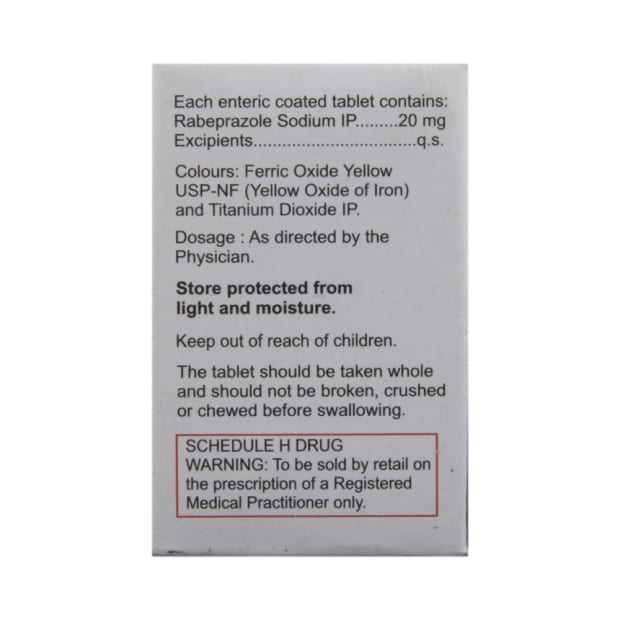 Each enteric coated tablet contains:
Rabeprazole Sodium IP.........20 mg
Excipients..................................q.s.
Colours: Ferric Oxide Yellow
USP-NF (Yellow Oxide of Iron)
and Titanium Dioxide IP.
Dosage : As directed by the
Physician.
Store protected from
light and moisture.
Keep out of reach of children.
The tablet should be taken whole
and should not be broken, crushed
or chewed before swallowing.
SCHEDULE H DRUG
WARNING: To be sold by retail on
the prescription of a Registered
Medical Practitioner only.